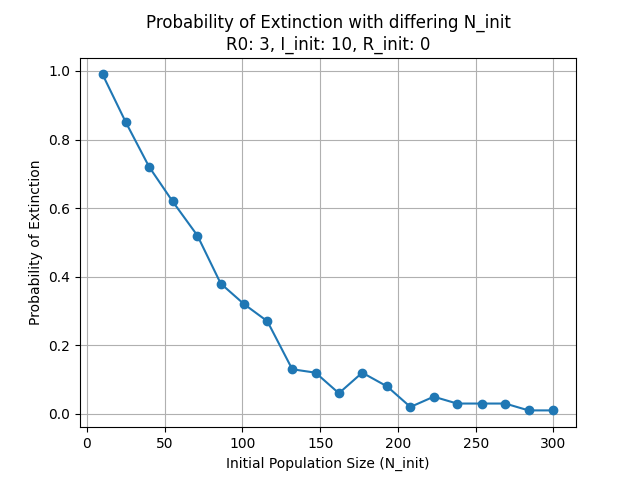 Probability of Extinction with differing N_init
R0: 3, I_init: 10, R_init: 0
1.0
0.8
0.6
0.4
0.2
0.0
Probability of Extinction
0 50 100 150 200 250 300
Initial Population Size (N_init)